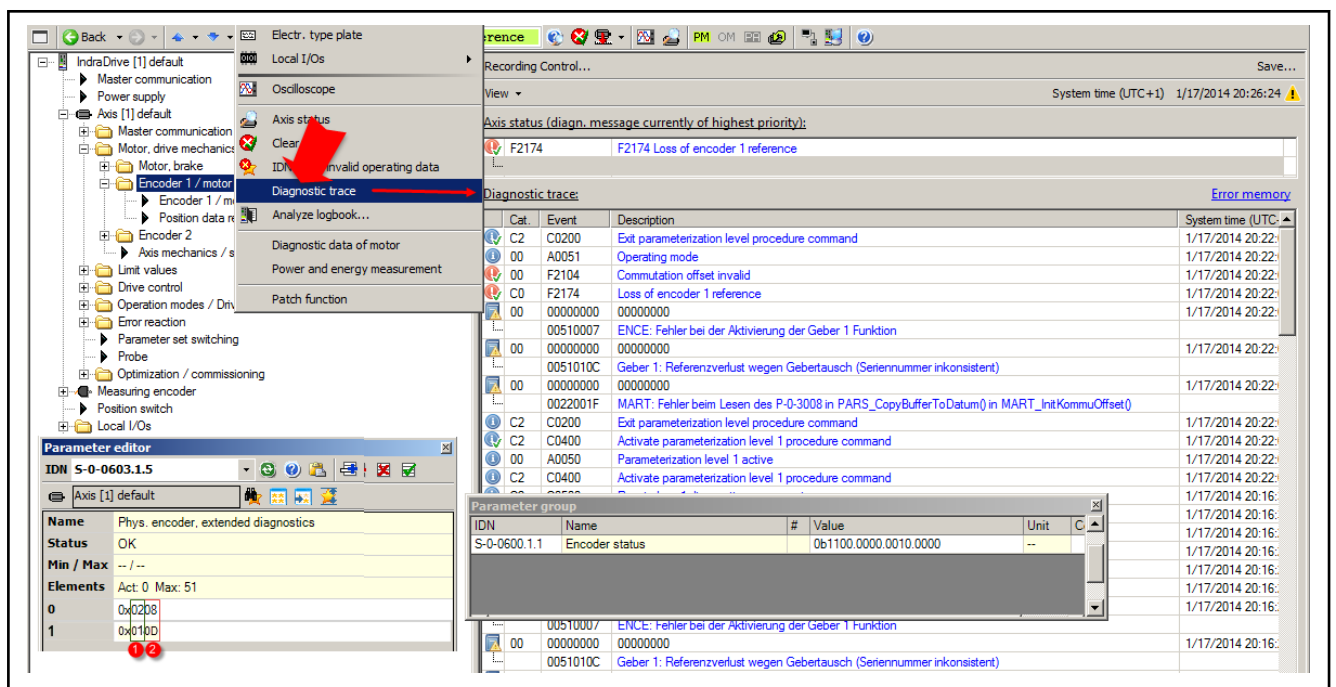 Back
erence
PM OM
IndraDrive [1] default
Master communication
Power supply
Axis [1] default
Master communication
Motor, drive mechanics
Motor, brake
Encoder 1 / motor
Encoder 1 / m
Position data re
Encoder 2
Axis mechanics / s
Limit values
Drive control
Operation modes / Driv
Error reaction
Parameter set switching
Probe
Optimization / commissioning
Measuring encoder
Position switch
Local I/Os
Electr. type plate
Local I/Os
Oscilloscope
Axis status
Clear
invalid operating data
Diagnostic trace
Analyze logbook...
Diagnostic data of motor
Power and energy measurement
Patch function
Recording Control... Save...
View System time (UTC+1) 1/17/2014 20:26:24
Axis status (diagn. message currently of highest priority):
F2174 F2174 Loss of encoder 1 reference
Diagnostic trace: Error memory
Cat. Event Description System time (UTC-
C2 C0200 Exit parameterization level procedure command 1/17/2014 20:22:
00 A0051 Operating mode 1/17/2014 20:22:
00 F2104 Commutation offset invalid 1/17/2014 20:22:
C0 F2174 Loss of encoder 1 reference 1/17/2014 20:22:
00 00000000 00000000 1/17/2014 20:22:
00510007 ENCE: Fehler bei der Aktivierung der Geber 1 Funktion
00 00000000 00000000 1/17/2014 20:22:
0051010C Geber 1: Referenzverlust wegen Gebertausch (Seriennummer inkonsistent)
00 00000000 00000000 1/17/2014 20:22:
0022001F MART: Fehler beim Lesen des P-0-3008 in PARS_CopyBufferToDatum() in MART_InitKommuOffset()
C2 C0200 Exit parameterization level procedure command 1/17/2014 20:22:
C2 C0400 Activate parameterization level 1 procedure command 1/17/2014 20:22:
00 A0050 Parameterization level 1 active 1/17/2014 20:22:
C2 C0400 Activate parameterization level 1 procedure command 1/17/2014 20:22:
1/17/2014 20:16:
1/17/2014 20:16:
1/17/2014 20:16:
1/17/2014 20:16:
1/17/2014 20:16:
1/17/2014 20:16:
1/17/2014 20:16:
00510007 ENCE: Fehler bei der Aktivierung der Geber 1 Funktion
00 00000000 00000000 1/17/2014 20:16:
0051010C Geber 1: Referenzverlust wegen Gebertausch (Seriennummer inkonsistent)
Parameter editor
IDN S-0-0603.1.5
Axis [1] default
Name Phys. encoder, extended diagnostics
Status OK
Min / Max -- / --
Elements Act: 0 Max: 51
0 0x0208
1 0x010D
1 2
Parameter group
IDN Name # Value Unit C
S-0-0600.1.1 Encoder status 0b1100.0000.0010.0000 --